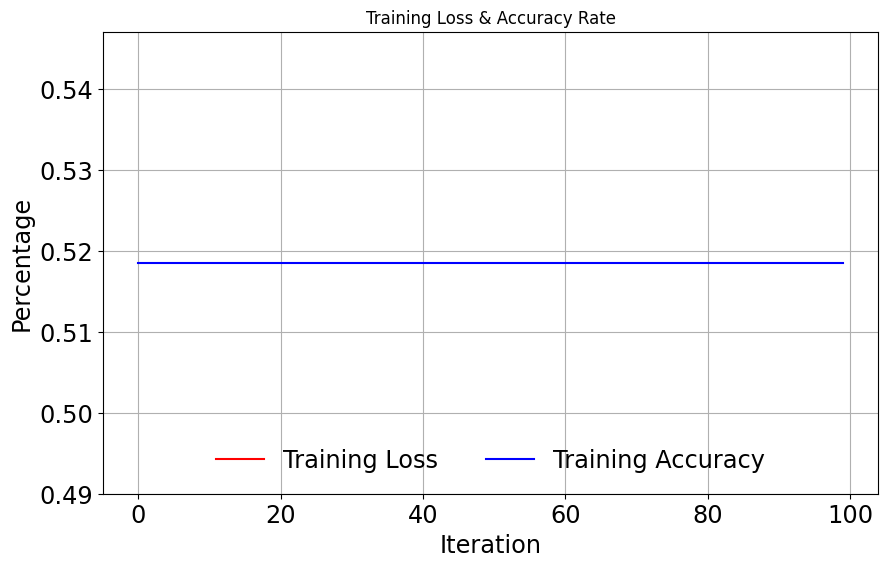 Training Loss & Accuracy Rate
0.54
0.53
0.52
0.51
0.50
0.49
Percentage
Training Loss
Training Accuracy
0
20
40
60
80
100
Iteration